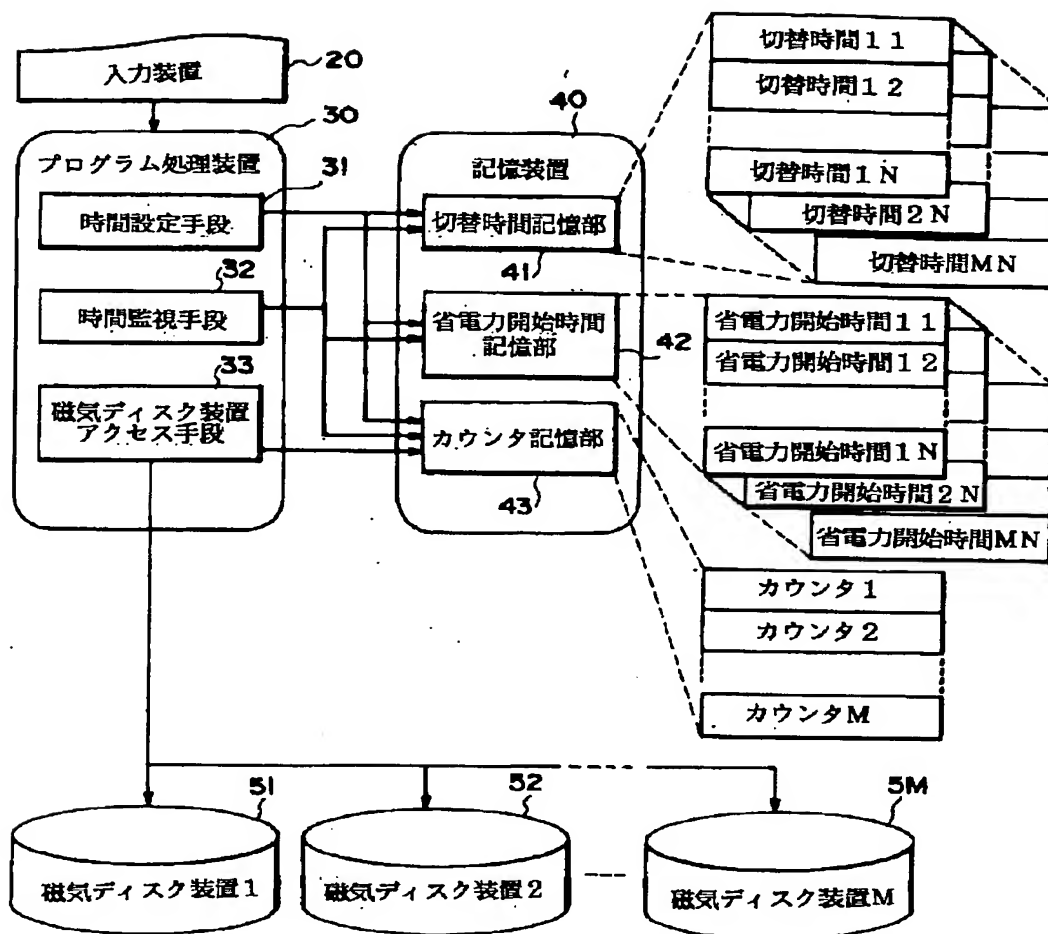 入力装置
20
30
プログラム処理装置
31
時間設定手段
32
時間監視手段
33
磁気ディスク装置
アクセス手段
40
記憶装置
切替時間記憶部
41
省電力開始時間
記憶部
42
カウンタ記憶部
43
切替時間11
切替時間12
切替時間1N
切替時間2N
切替時間MN
省電力開始時間11
省電力開始時間12
省電力開始時間1N
省電力開始時間2N
省電力開始時間MN
カウンタ1
カウンタ2
カウンタM
51
磁気ディスク装置1
52
磁気ディスク装置2
5M
磁気ディスク装置M